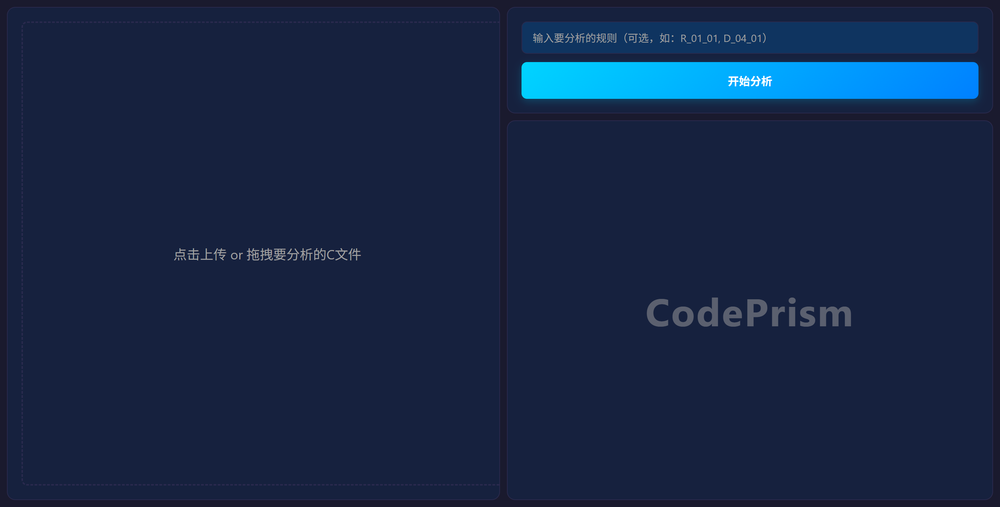 点击上传 or 拖拽要分析的C文件
输入要分析的规则（可选，如：R_01_01, D_04_01）
开始分析
CodePrism